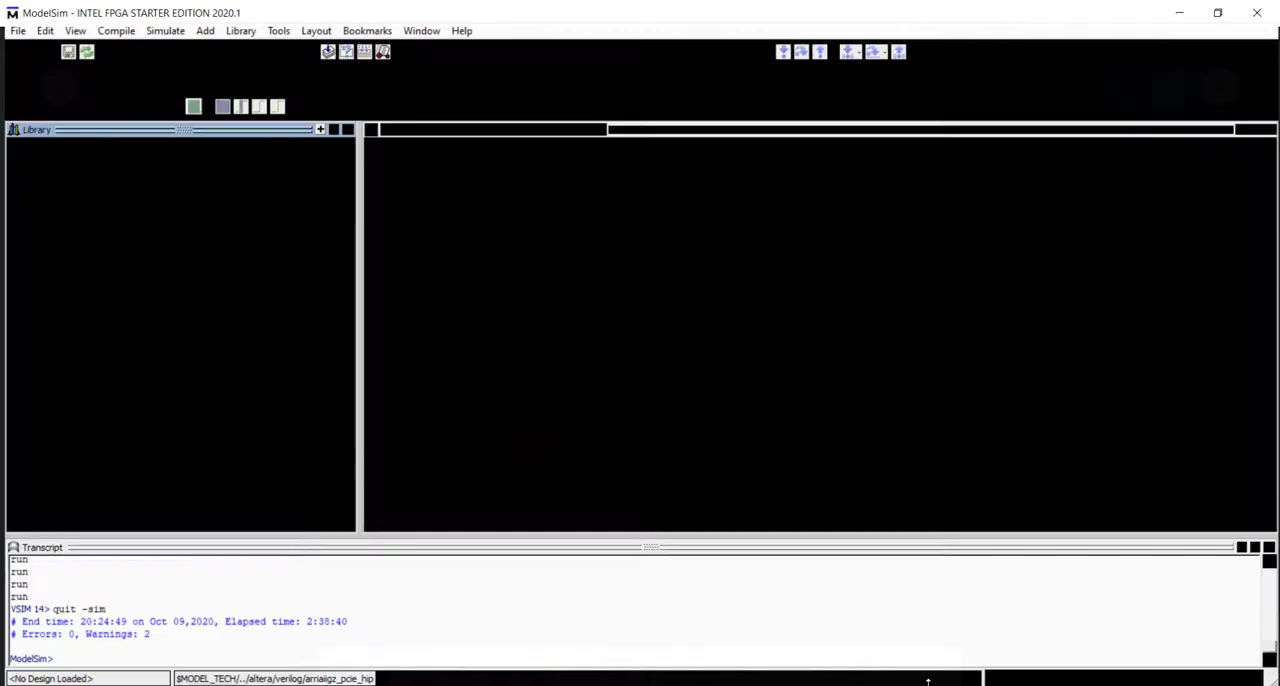 ModelSim - INTEL FPGA STARTER EDITION 2020.1
File Edit View Compile Simulate Add Library Tools Layout Bookmarks Window Help
Library
Transcript
run
run
run
run
VSIM 14> quit -sim
# End time: 20:24:49 on Oct 09,2020, Elapsed time: 2:38:40
# Errors: 0, Warnings: 2
ModelSim>
<No Design Loaded> $MODEL_TECH/../altera/verilog/arriaiigz_pcie_hip